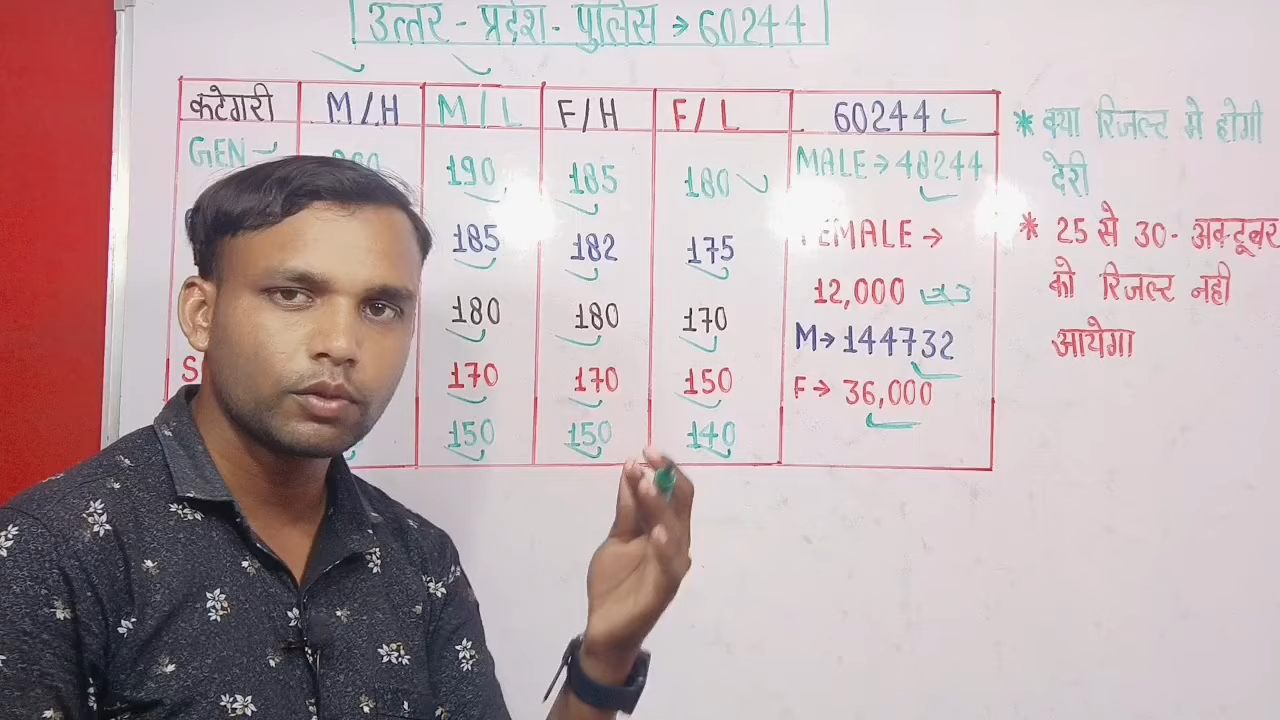 उत्तर - प्रदेश - पुलिस → 60244
कटेगरी M/H M/L F/H F/L 60244
GEN 190 185 180 MALE → 48244
185 182 175 FEMALE →
12,000 x3
180 180 170 M → 144732
S 170 170 150 F → 36,000
150 150 140
* क्या रिजल्ट मे होगी
देरी
* 25 से 30 - अक्टूबर
को रिजल्ट नही
आयेगा